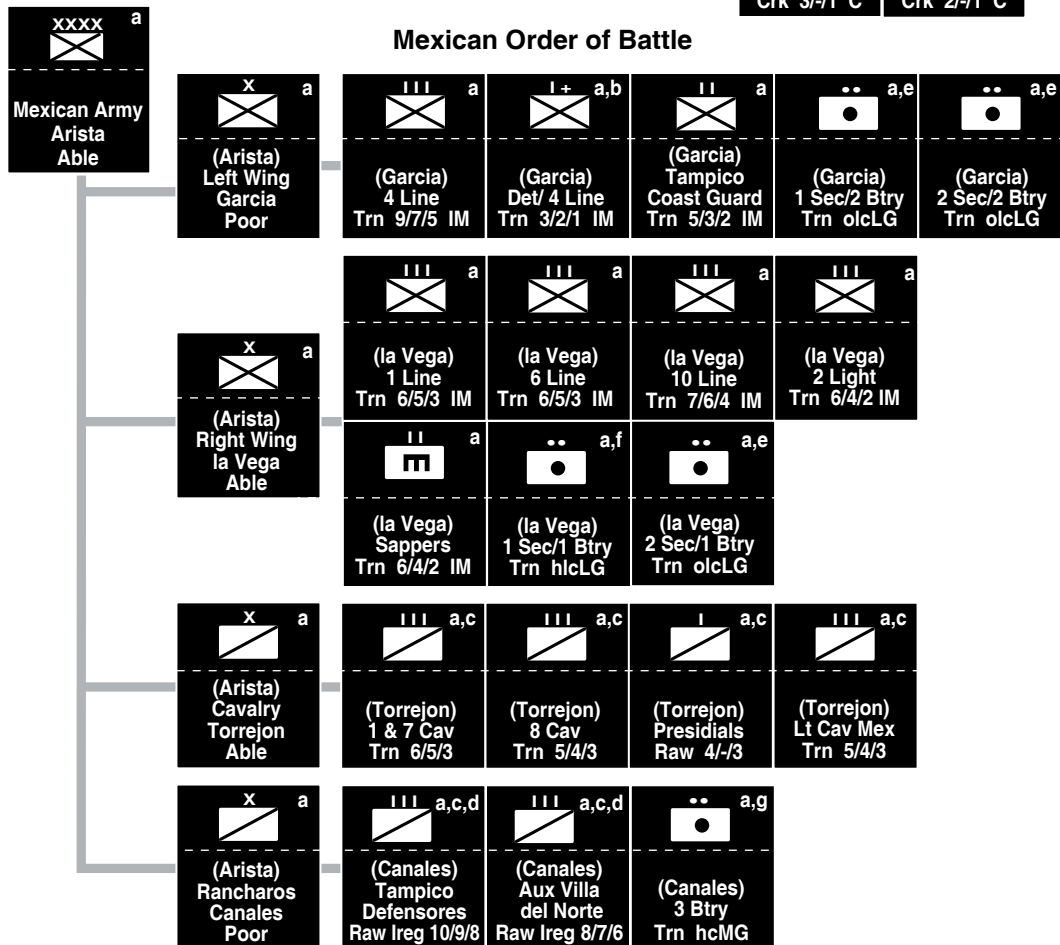 Crk 3/-/1 C
Crk 2/-/1 C
Mexican Order of Battle
XXXX a
Mexican Army
Arista
Able
X a
(Arista)
Left Wing
Garcia
Poor
III a
(Garcia)
4 Line
Trn 9/7/5 IM
I + a,b
(Garcia)
Det/ 4 Line
Trn 3/2/1 IM
II a
(Garcia)
Tampico
Coast Guard
Trn 5/3/2 IM
a,e
(Garcia)
1 Sec/2 Btry
Trn olcLG
a,e
(Garcia)
2 Sec/2 Btry
Trn olcLG
X a
(Arista)
Right Wing
la Vega
Able
III a
(la Vega)
1 Line
Trn 6/5/3 IM
III a
(la Vega)
6 Line
Trn 6/5/3 IM
III a
(la Vega)
10 Line
Trn 7/6/4 IM
III a
(la Vega)
2 Light
Trn 6/4/2 IM
II a
(la Vega)
Sappers
Trn 6/4/2 IM
a,f
(la Vega)
1 Sec/1 Btry
Trn hlcLG
a,e
(la Vega)
2 Sec/1 Btry
Trn olcLG
X a
(Arista)
Cavalry
Torrejon
Able
III a,c
(Torrejon)
1 & 7 Cav
Trn 6/5/3
III a,c
(Torrejon)
8 Cav
Trn 5/4/3
I a,c
(Torrejon)
Presidials
Raw 4/-/3
III a,c
(Torrejon)
Lt Cav Mex
Trn 5/4/3
X a
(Arista)
Rancharos
Canales
Poor
III a,c,d
(Canales)
Tampico
Defensores
Raw Ireg 10/9/8
III a,c,d
(Canales)
Aux Villa
del Norte
Raw Ireg 8/7/6
a,g
(Canales)
3 Btry
Trn hcMG